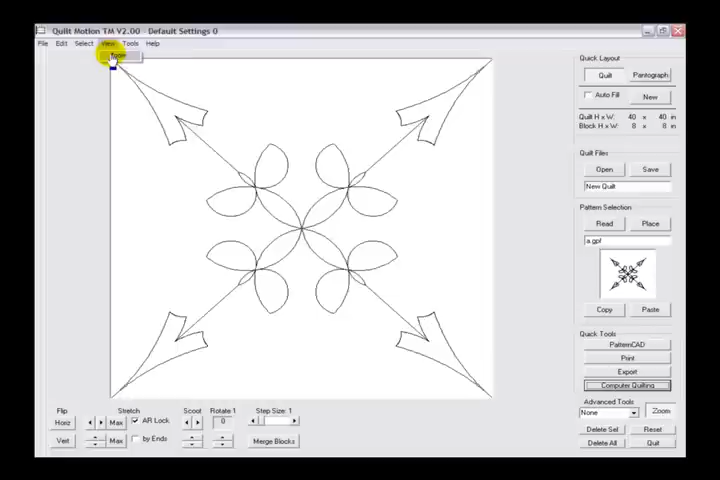 Quilt Motion TM V2.00 - Default Settings 0
File Edit Select View Tools Help
Zoom
Quick Layout
Quilt Pantograph
Auto Fill New
Quilt H x W: 40 x 40 in
Block H x W: 8 x 8 in
Quilt Files
Open Save
New Quilt
Pattern Selection
Read Place
a.gpf
Copy Paste
Quick Tools
PatternCAD
Print
Export
Computer Quilting
Advanced Tools
None Zoom
Delete Sel Reset
Delete All Quit
Flip Stretch Scoot Rotate 1 Step Size: 1
Horiz Max AR Lock 0
Vert Max by Ends Merge Blocks